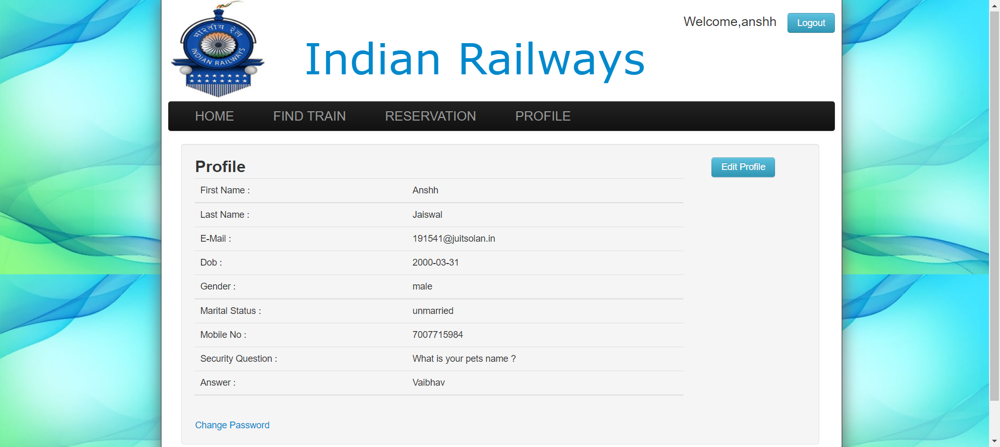 भारतीय रेल
INDIAN RAILWAYS
Welcome,anshh
Logout
Indian Railways
HOME FIND TRAIN RESERVATION PROFILE
Profile
Edit Profile
First Name : Anshh
Last Name : Jaiswal
E-Mail : 191541@juitsolan.in
Dob : 2000-03-31
Gender : male
Marital Status : unmarried
Mobile No : 7007715984
Security Question : What is your pets name ?
Answer : Vaibhav
Change Password